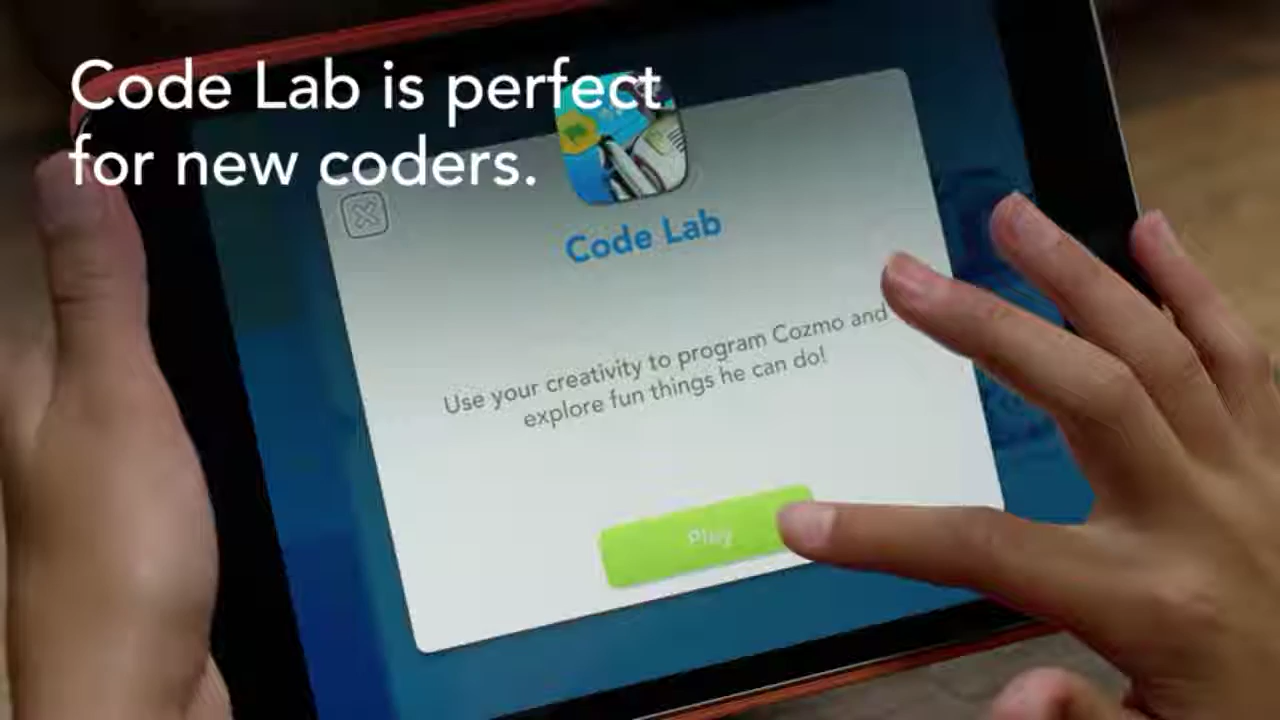 Code Lab is perfect
for new coders.
Code Lab
Use your creativity to program Cozmo and
explore fun things he can do!
Play